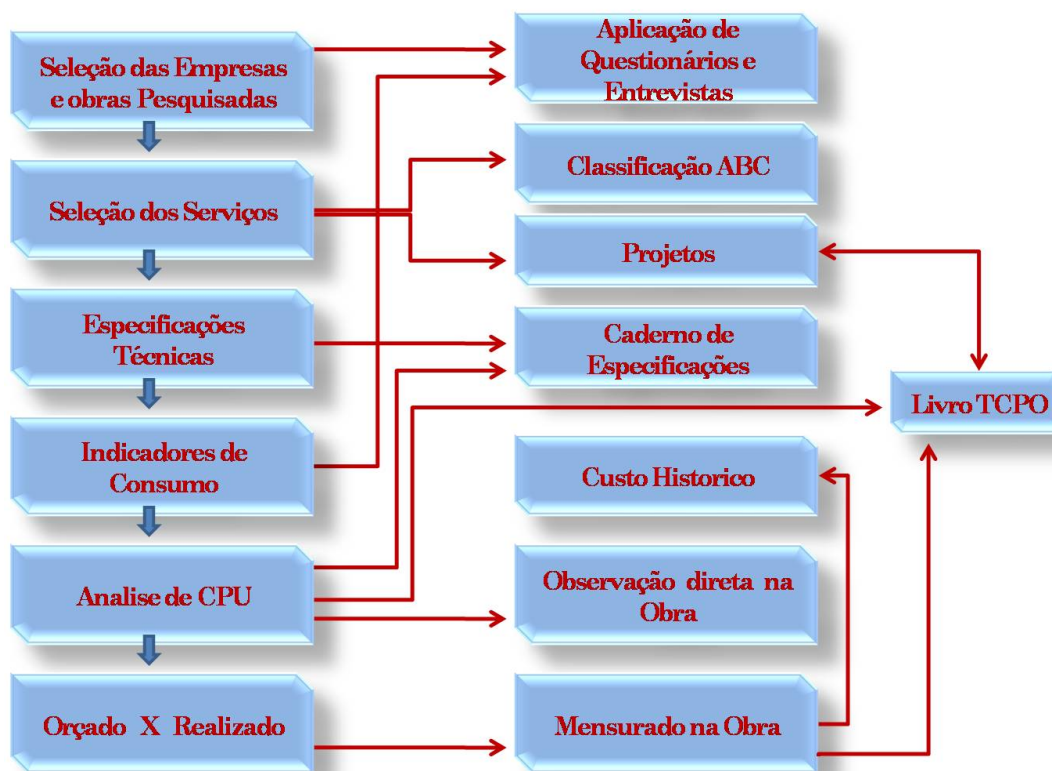 Seleção das Empresas
e obras Pesquisadas
Seleção dos Serviços
Especificações
Técnicas
Indicadores de
Consumo
Analise de CPU
Orçado X Realizado
Aplicação de
Questionários e
Entrevistas
Classificação ABC
Projetos
Caderno de
Especificações
Custo Historico
Observação direta na
Obra
Mensurado na Obra
Livro TCPO